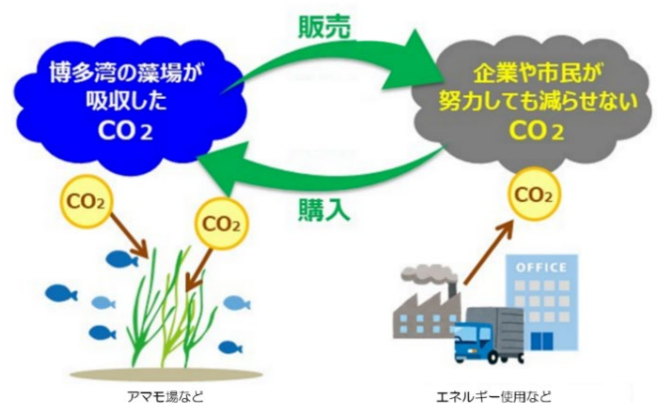 販売
博多湾の藻場が
吸収した
CO2
企業や市民が
努力しても減らせない
CO2
購入
CO2
CO2
CO2
OFFICE
アマモ場など
エネルギー使用など